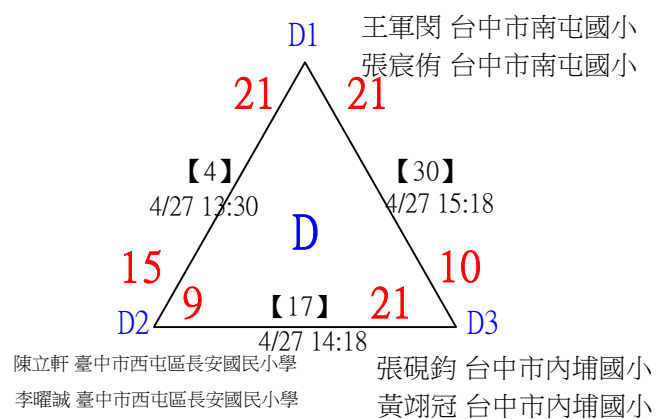 D1
王軍閔 台中市南屯國小
張宸侑 台中市南屯國小
21
21
【4】
4/27 13:30
【30】
4/27 15:18
D
15
10
9
【17】
21
D2
4/27 14:18
D3
陳立軒 臺中市西屯區長安國民小學
李曜誠 臺中市西屯區長安國民小學
張硯鈞 台中市內埔國小
黃翊冠 台中市內埔國小